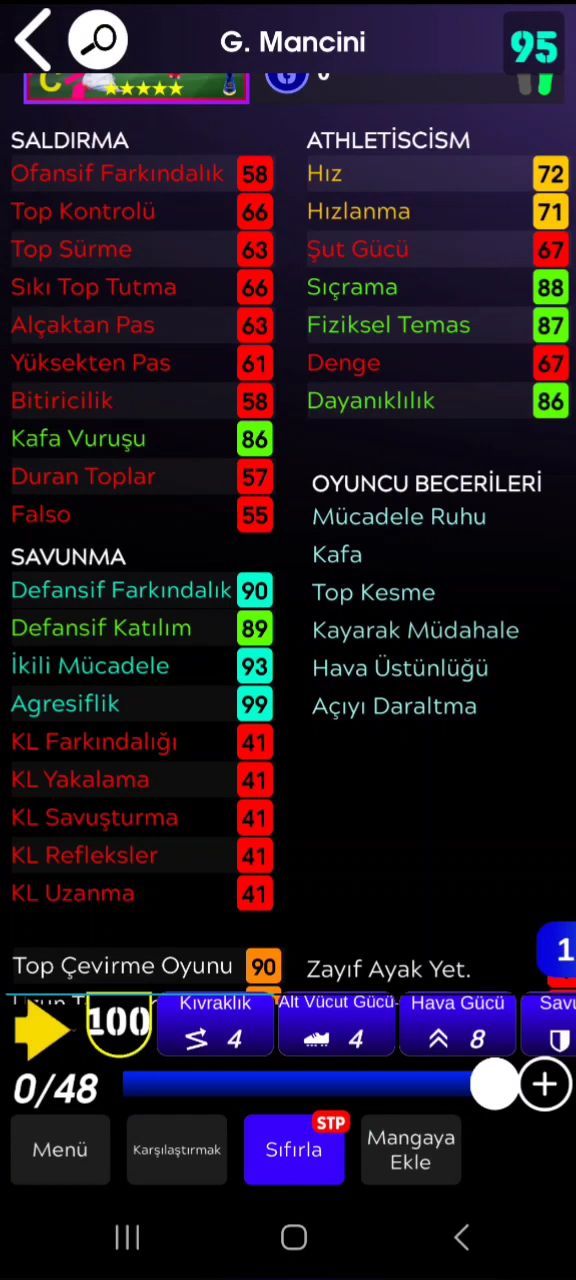 G. Mancini
95
C
0
SALDIRMA
Ofansif Farkındalık 58
Top Kontrolü 66
Top Sürme 63
Sıkı Top Tutma 66
Alçaktan Pas 63
Yüksekten Pas 61
Bitiricilik 58
Kafa Vuruşu 86
Duran Toplar 57
Falso 55
SAVUNMA
Defansif Farkındalık 90
Defansif Katılım 89
İkili Mücadele 93
Agresiflik 99
KL Farkındalığı 41
KL Yakalama 41
KL Savuşturma 41
KL Refleksler 41
KL Uzanma 41
ATHLETİSCİSM
Hız 72
Hızlanma 71
Şut Gücü 67
Sıçrama 88
Fiziksel Temas 87
Denge 67
Dayanıklılık 86
OYUNCU BECERİLERİ
Mücadele Ruhu
Kafa
Top Kesme
Kayarak Müdahale
Hava Üstünlüğü
Açıyı Daraltma
1
Top Çevirme Oyunu 90
Zayıf Ayak Yet.
100
Kıvraklık
4
Alt Vücut Gücü
4
Hava Gücü
8
Savu
0/48
+
Menü
Karşılaştırmak
STP
Sıfırla
Mangaya
Ekle